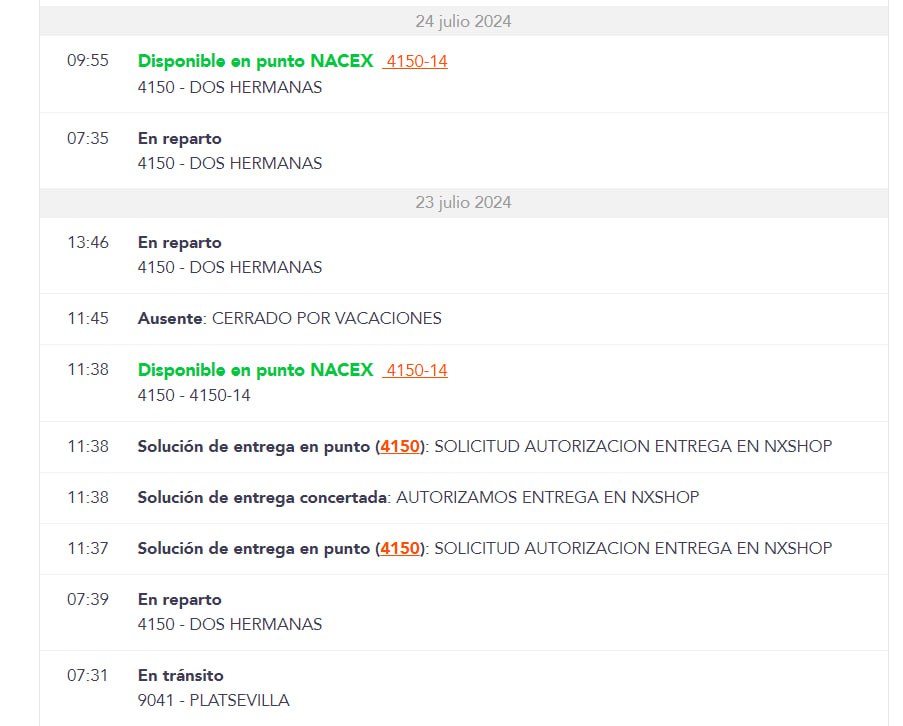 24 julio 2024
09:55 Disponible en punto NACEX 4150-14
4150 - DOS HERMANAS
07:35 En reparto
4150 - DOS HERMANAS
23 julio 2024
13:46 En reparto
4150 - DOS HERMANAS
11:45 Ausente: CERRADO POR VACACIONES
11:38 Disponible en punto NACEX 4150-14
4150 - 4150-14
11:38 Solución de entrega en punto (4150): SOLICITUD AUTORIZACION ENTREGA EN NXSHOP
11:38 Solución de entrega concertada: AUTORIZAMOS ENTREGA EN NXSHOP
11:37 Solución de entrega en punto (4150): SOLICITUD AUTORIZACION ENTREGA EN NXSHOP
07:39 En reparto
4150 - DOS HERMANAS
07:31 En tránsito
9041 - PLATSEVILLA